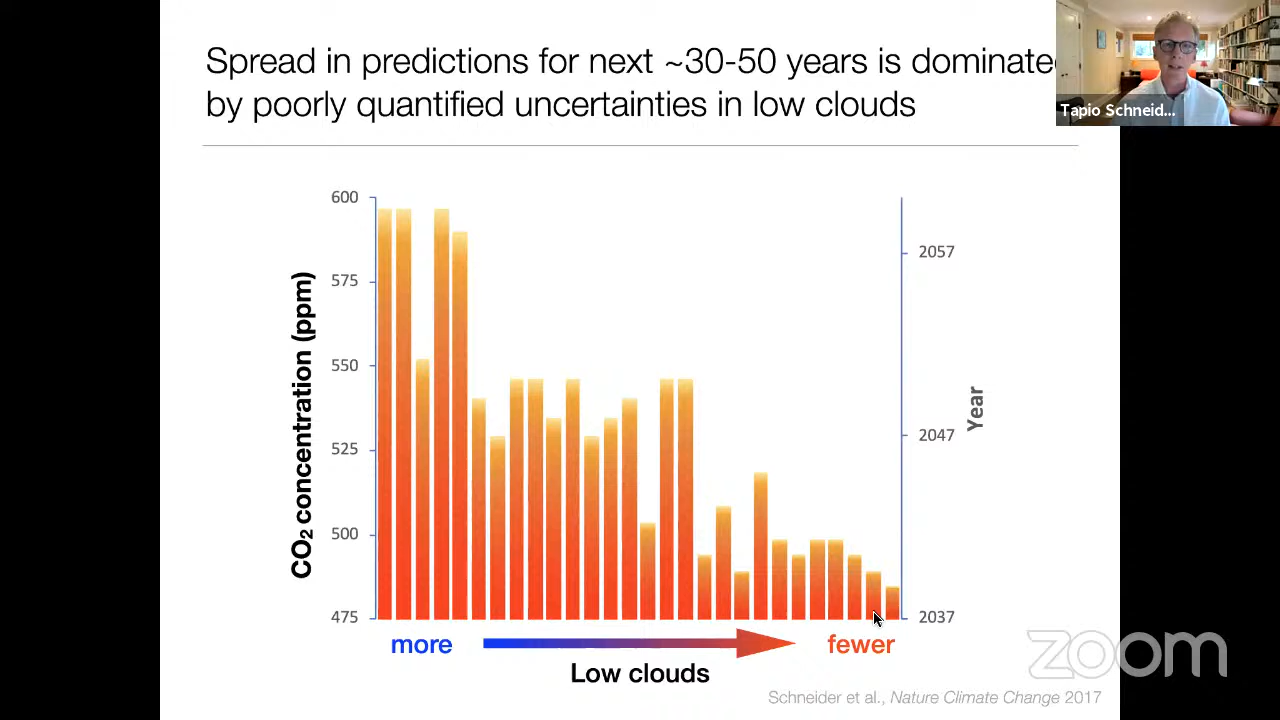 Spread in predictions for next ~30-50 years is dominate
by poorly quantified uncertainties in low clouds
Tapio Schneid...
600
575
550
525
500
475
CO2 concentration (ppm)
2057
2047
2037
Year
more
fewer
Low clouds
zoom
Schneider et al., Nature Climate Change 2017